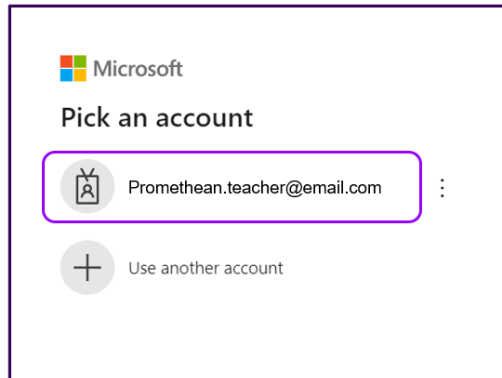 Microsoft
Pick an account
Promethean.teacher@email.com
Use another account